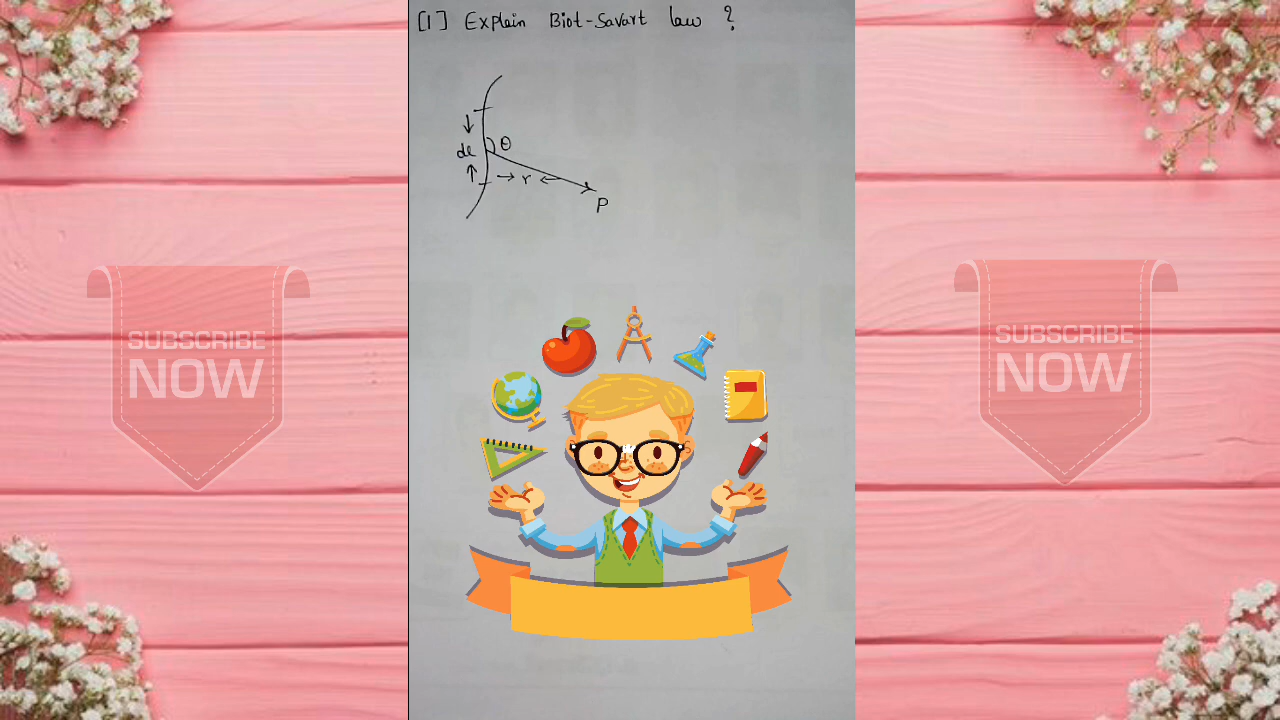 [1] Explain Biot-Savart law ?
θ
dl
r
P
SUBSCRIBE
NOW
SUBSCRIBE
NOW